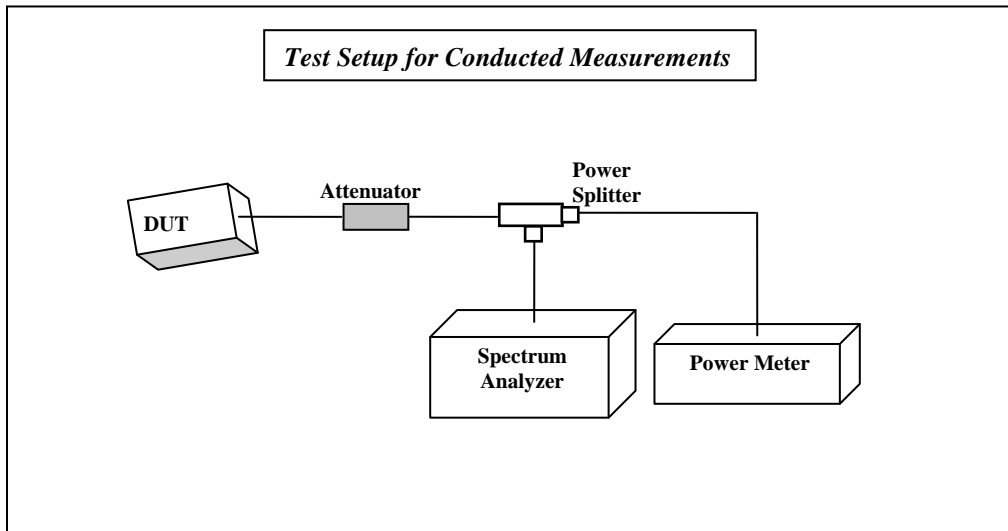 Test Setup for Conducted Measurements
Power
Splitter
Attenuator
DUT
Spectrum
Analyzer
Power Meter